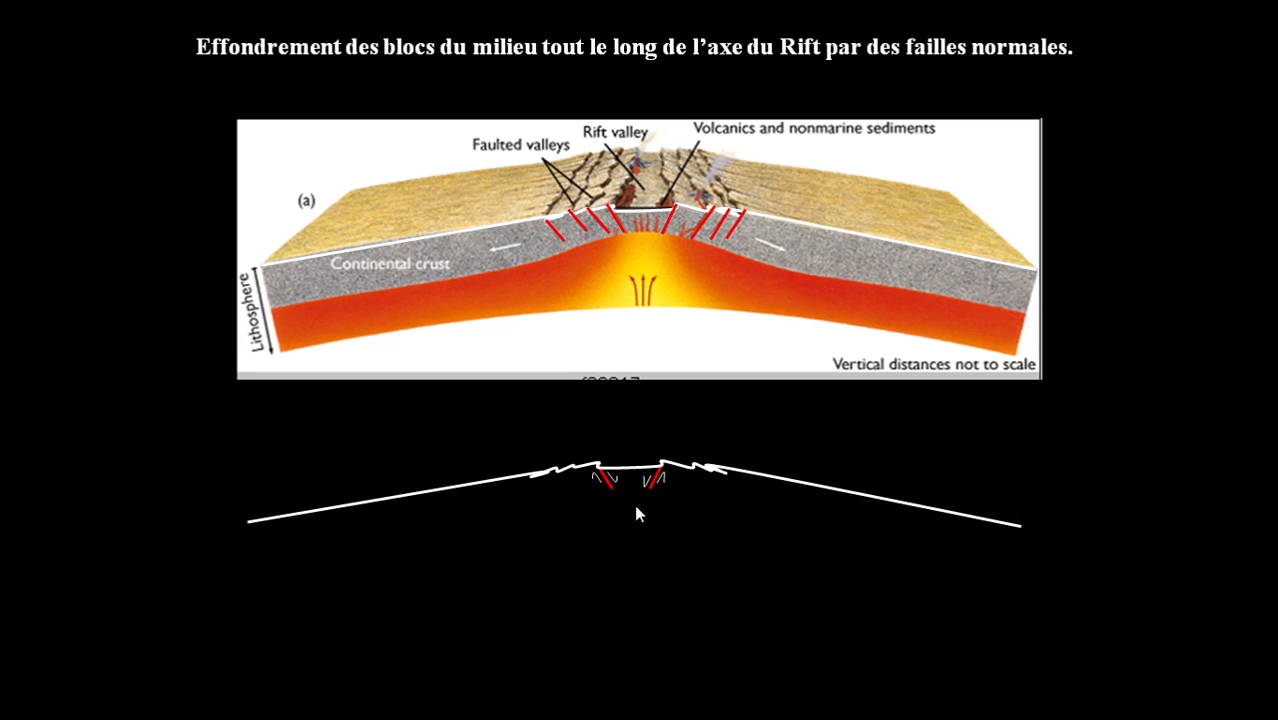 Effondrement des blocs du milieu tout le long de l’axe du Rift par des failles normales.
Volcanics and nonmarine sediments
Rift valley
Faulted valleys
(a)
Continental crust
Lithosphere
Vertical distances not to scale